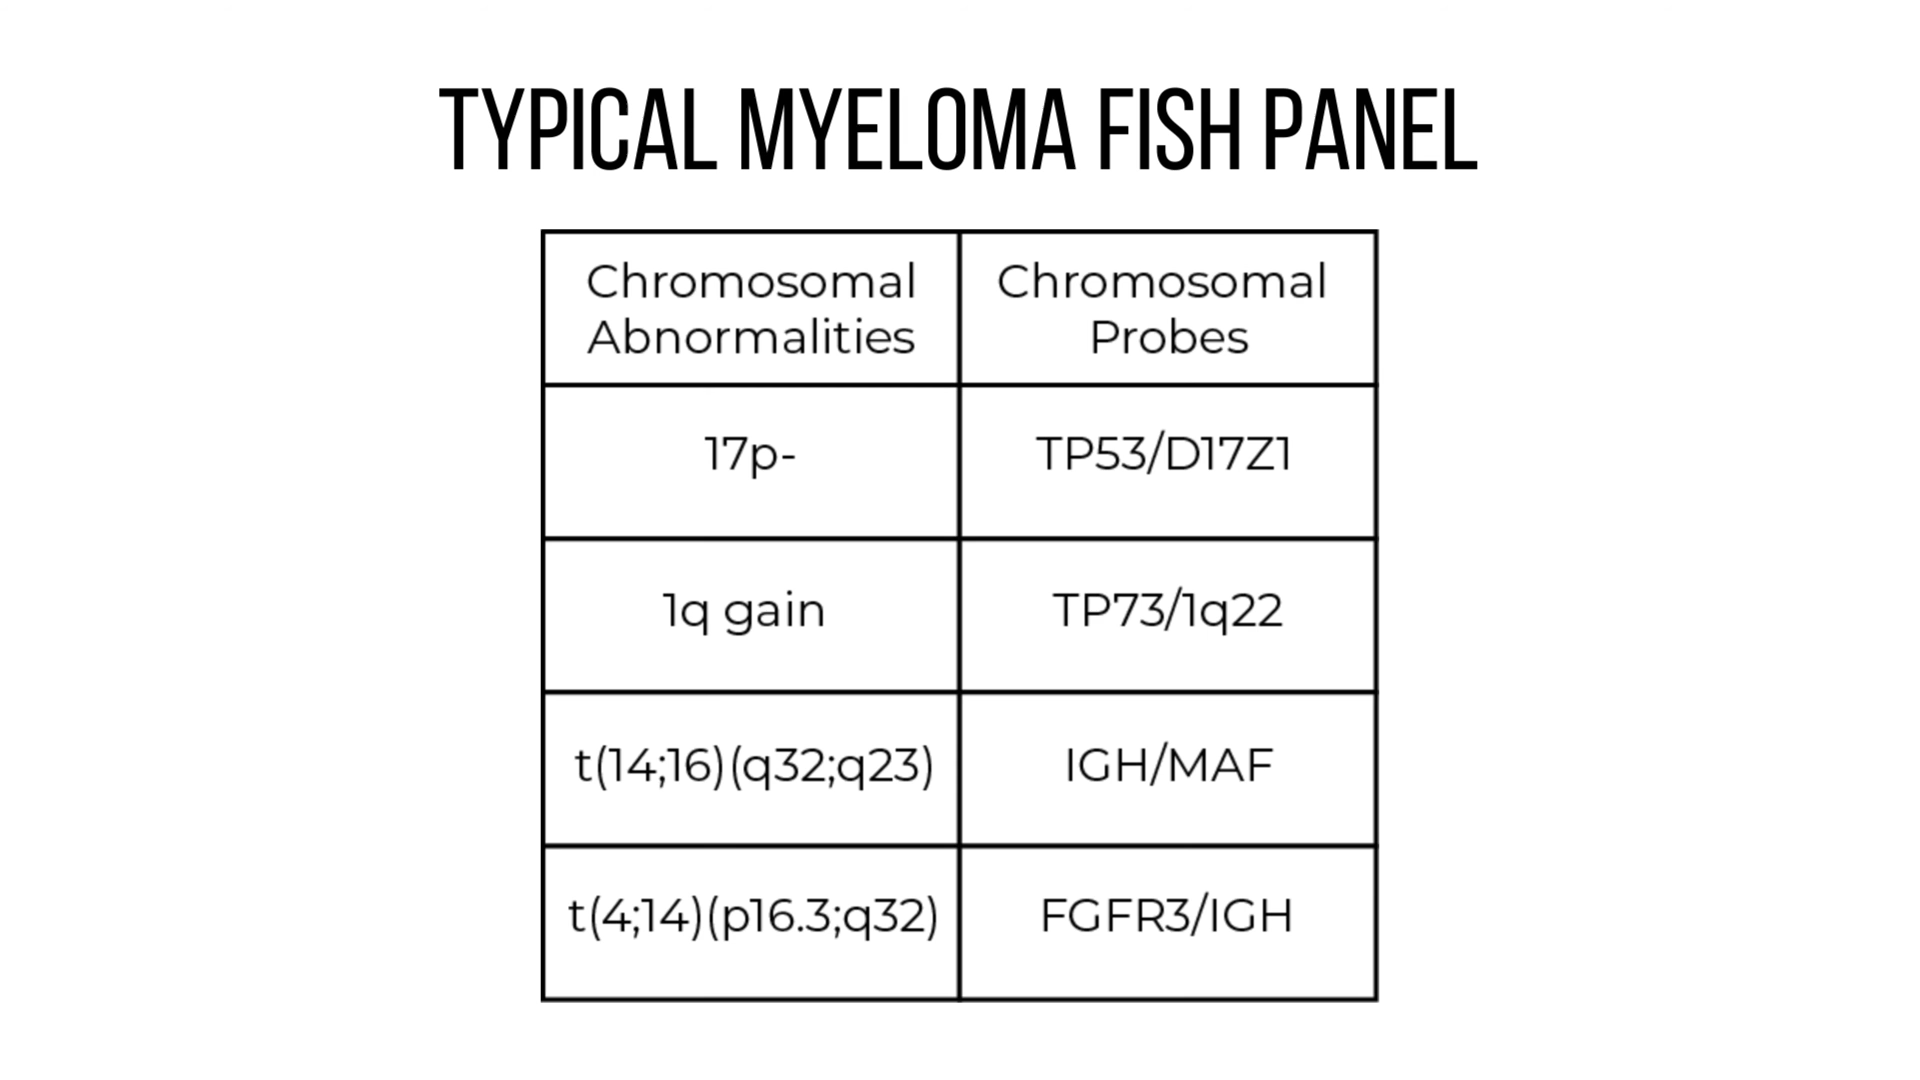 TYPICAL MYELOMA FISH PANEL
Chromosomal Abnormalities
Chromosomal Probes
17p-
TP53/D17Z1
1q gain
TP73/1q22
t(14;16)(q32;q23)
IGH/MAF
t(4;14)(p16.3;q32)
FGFR3/IGH